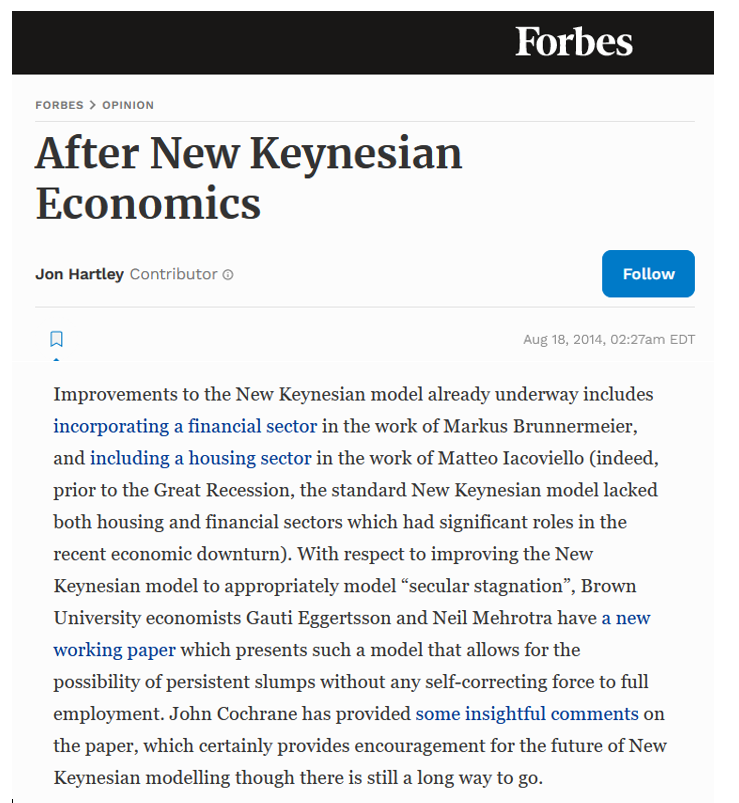 Forbes
FORBES > OPINION
After New Keynesian
Economics
Jon Hartley Contributor
Follow
Aug 18, 2014, 02:27am EDT
Improvements to the New Keynesian model already underway includes
incorporating a financial sector in the work of Markus Brunnermeier,
and including a housing sector in the work of Matteo Iacoviello (indeed,
prior to the Great Recession, the standard New Keynesian model lacked
both housing and financial sectors which had significant roles in the
recent economic downturn). With respect to improving the New
Keynesian model to appropriately model “secular stagnation”, Brown
University economists Gauti Eggertsson and Neil Mehrotra have a new
working paper which presents such a model that allows for the
possibility of persistent slumps without any self-correcting force to full
employment. John Cochrane has provided some insightful comments on
the paper, which certainly provides encouragement for the future of New
Keynesian modelling though there is still a long way to go.